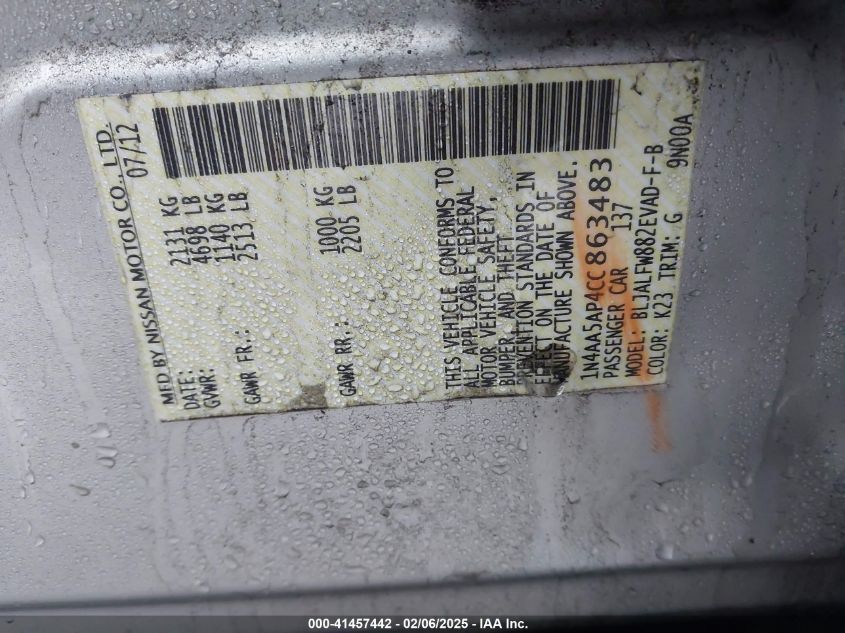 MFD BY NISSAN MOTOR CO., LTD.
DATE: 07/12
GVWR: 2131 KG
4698 LB
GAWR FR.: 1140 KG
2513 LB
GAWR RR.: 1000 KG
2205 LB
THIS VEHICLE CONFORMS TO
ALL APPLICABLE FEDERAL
MOTOR VEHICLE SAFETY,
BUMPER, AND THEFT
PREVENTION STANDARDS IN
EFFECT ON THE DATE OF
MANUFACTURE SHOWN ABOVE.
1N4AA5AP4CC863483
PASSENGER CAR 137
MODEL: BLJALFW882EVAD-F-B
COLOR: K23 TRIM: G 9N00A
000-41457442 - 02/06/2025 - IAA Inc.